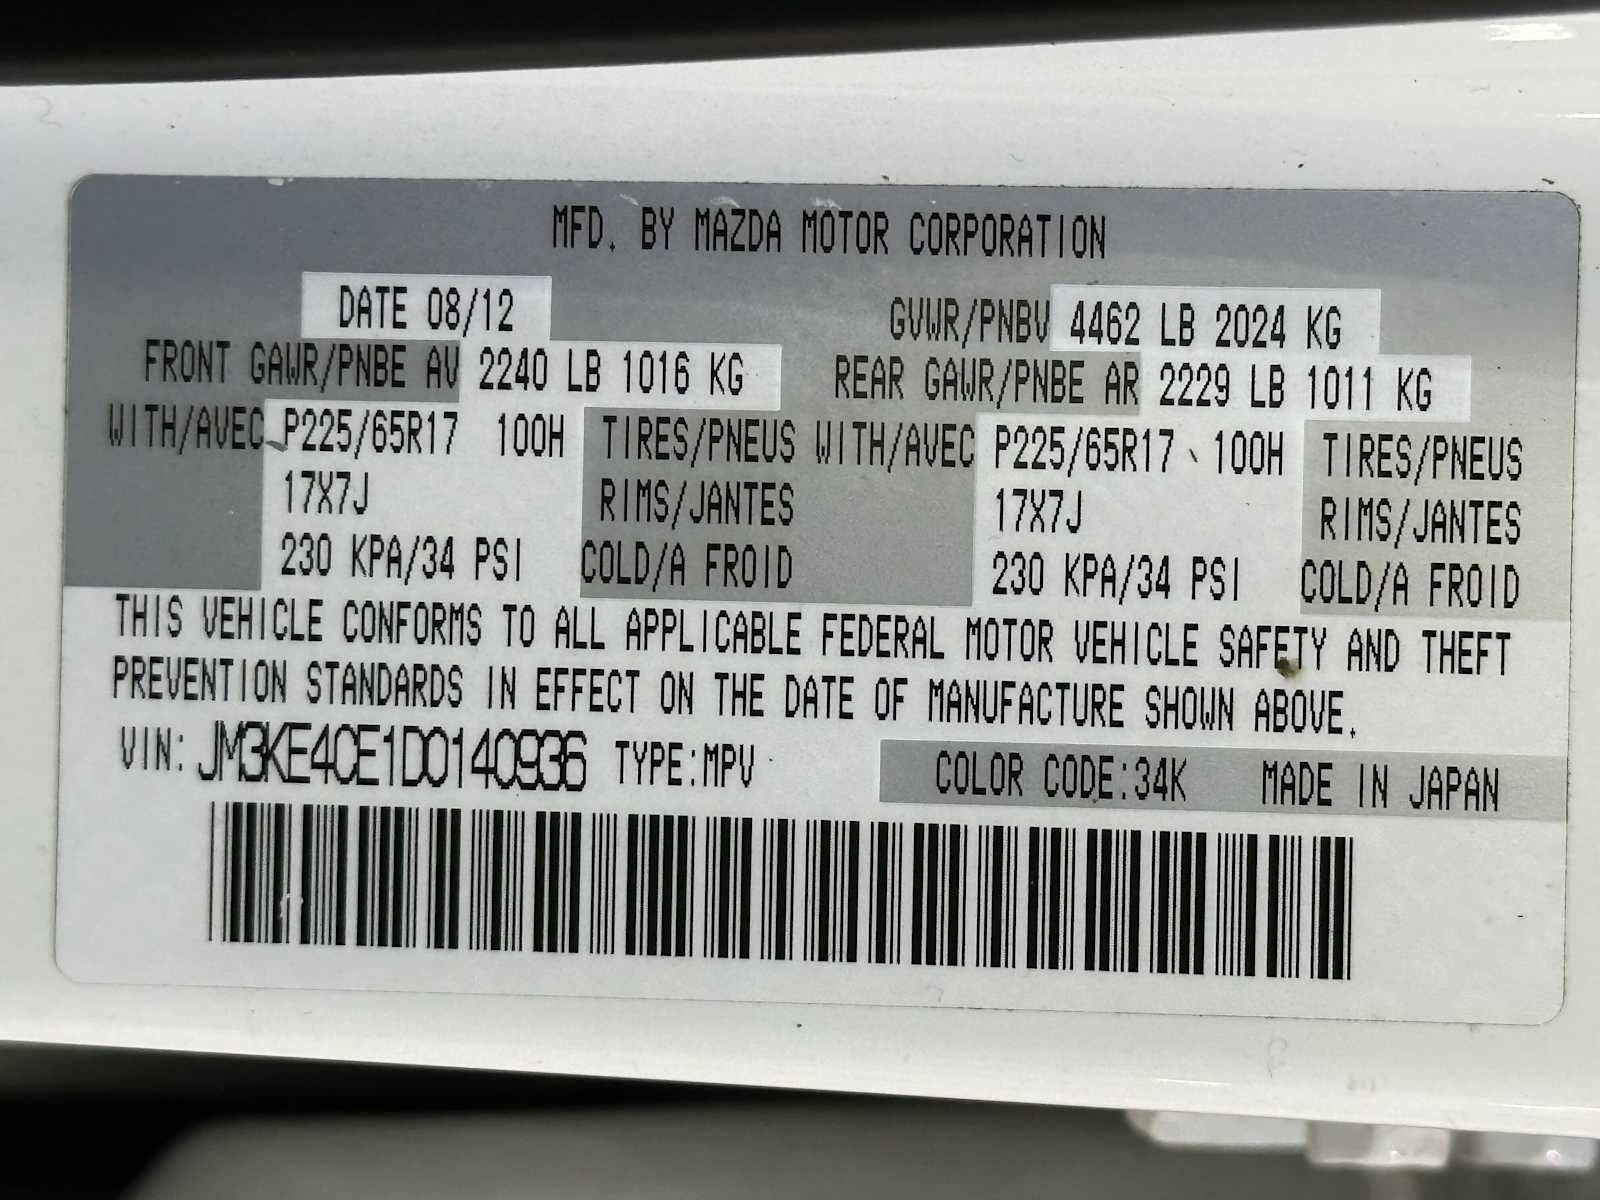 MFD. BY MAZDA MOTOR CORPORATION
DATE 08/12 GVWR/PNBV 4462 LB 2024 KG
FRONT GAWR/PNBE AV 2240 LB 1016 KG REAR GAWR/PNBE AR 2229 LB 1011 KG
WITH/AVEC P225/65R17 100H TIRES/PNEUS WITH/AVEC P225/65R17 100H TIRES/PNEUS
17X7J RIMS/JANTES 17X7J RIMS/JANTES
230 KPA/34 PSI COLD/A FROID 230 KPA/34 PSI COLD/A FROID
THIS VEHICLE CONFORMS TO ALL APPLICABLE FEDERAL MOTOR VEHICLE SAFETY AND THEFT
PREVENTION STANDARDS IN EFFECT ON THE DATE OF MANUFACTURE SHOWN ABOVE.
VIN: JM3KE4CE1D0140936 TYPE:MPV COLOR CODE:34K MADE IN JAPAN